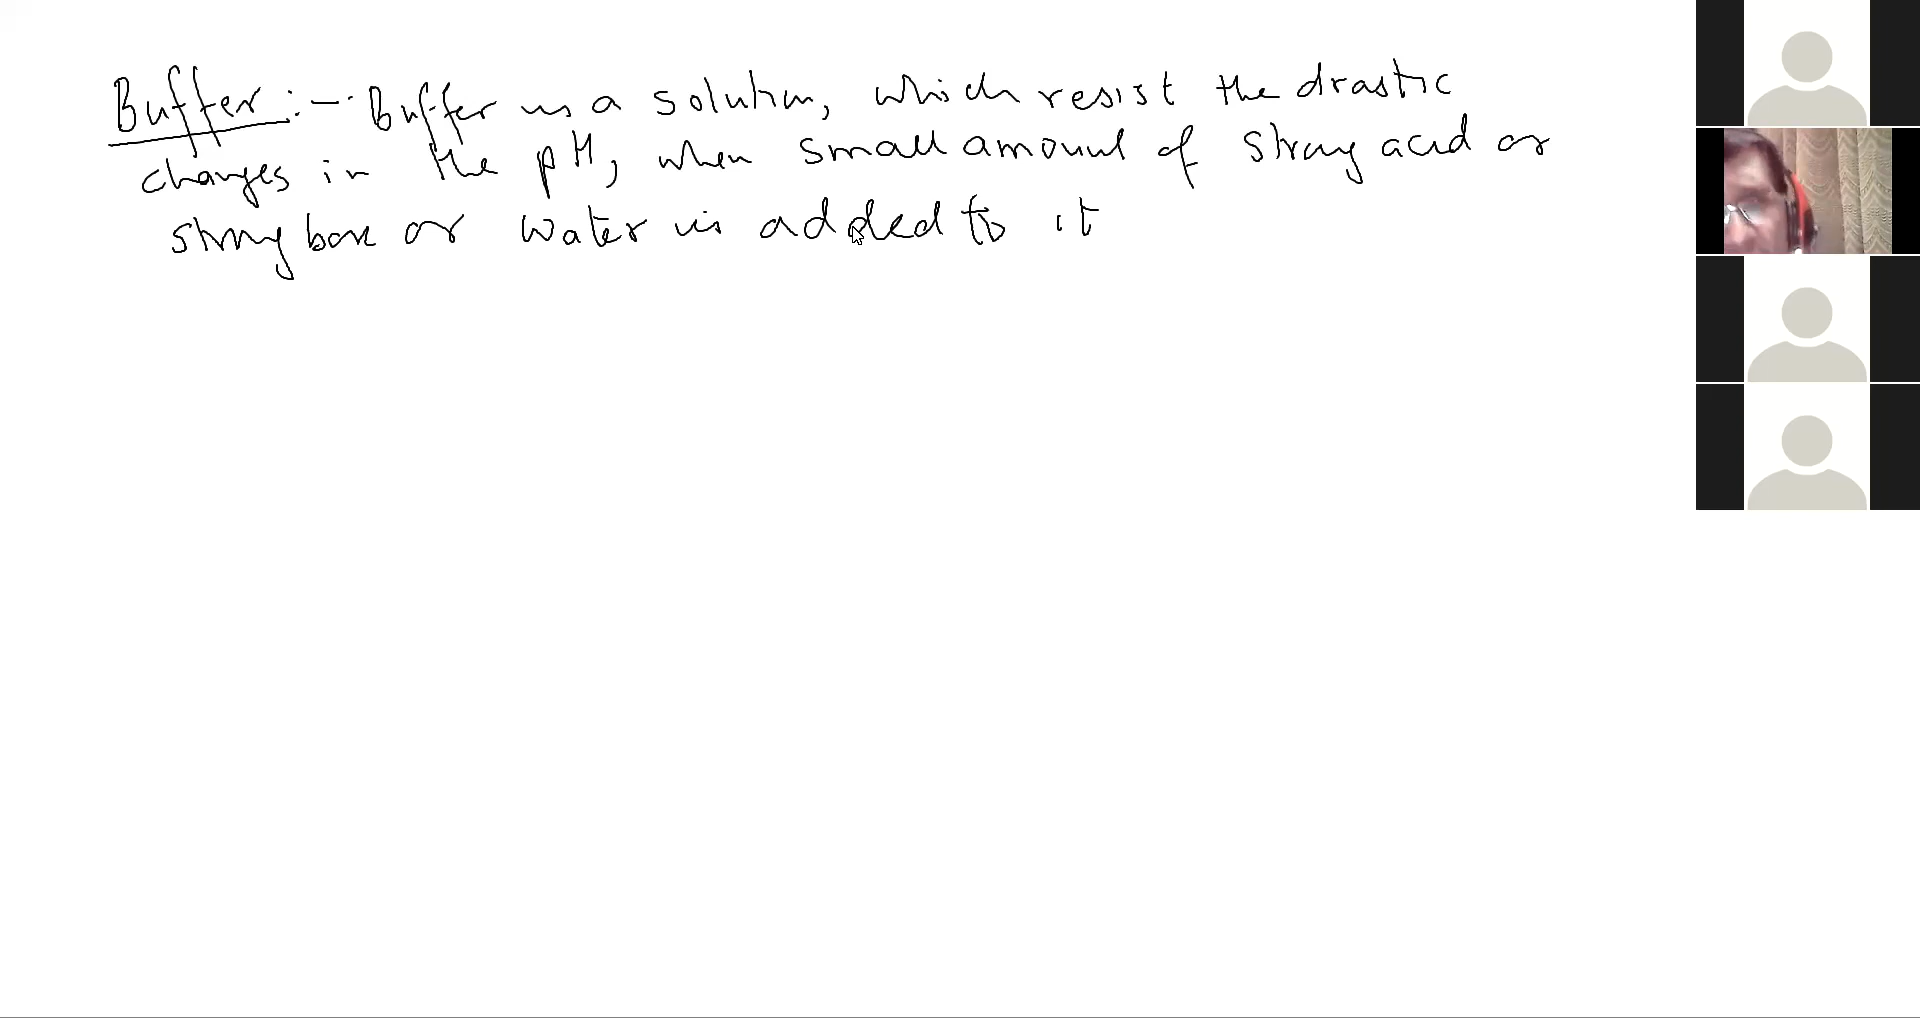 Buffer :- Buffer is a solution, which resist the drastic
changes in the pH, when small amount of strong acid or
strong base or water is added to it